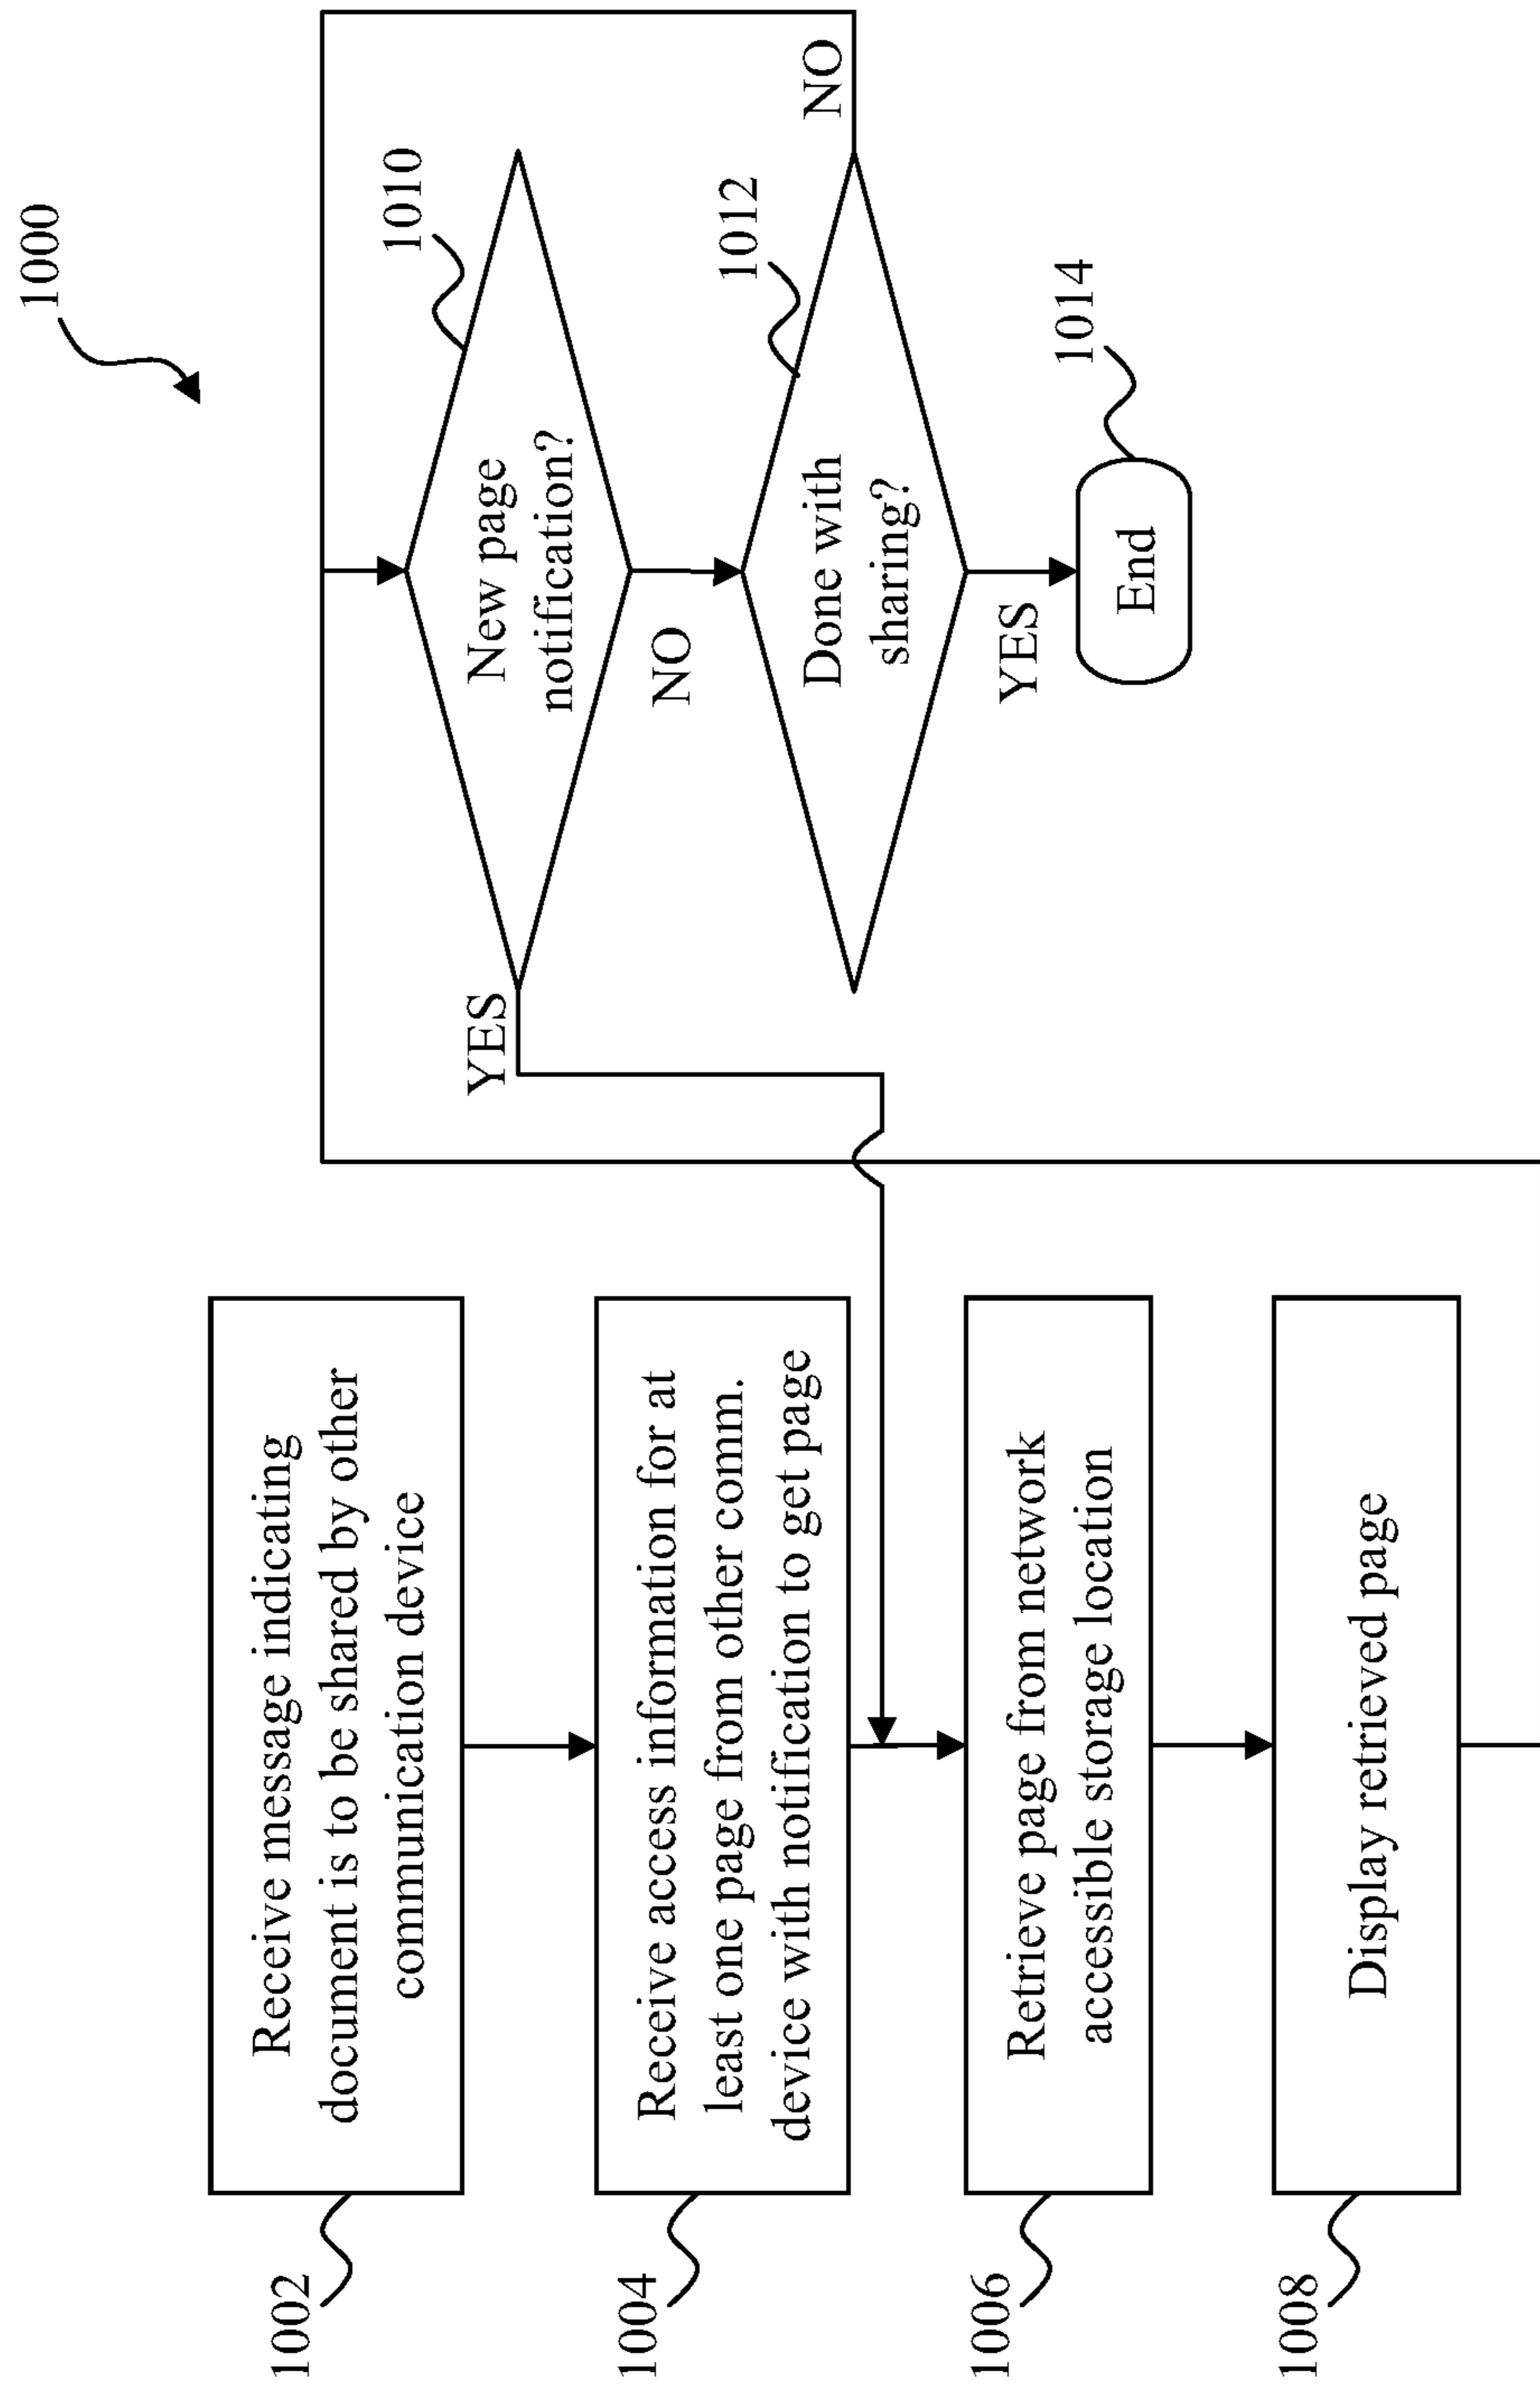 1000
1002
Receive message indicating
document is to be shared by other
communication device
1004
Receive access information for at
least one page from other comm.
device with notification to get page
1006
Retrieve page from network
accessible storage location
1008
Display retrieved page
1010
New page
notification?
YES
NO
1012
Done with
sharing?
NO
YES
1014
End